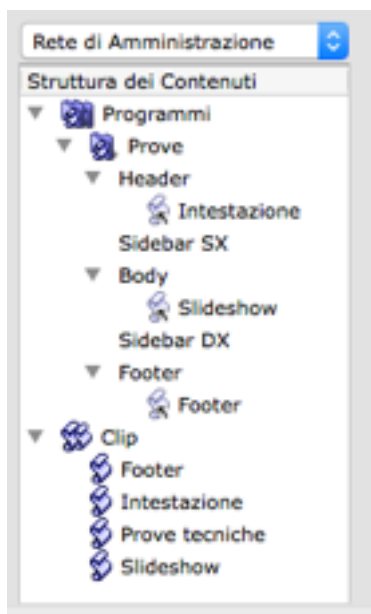 Rete di Amministrazione
Struttura dei Contenuti
Programmi
Prove
Header
Intestazione
Sidebar SX
Body
Slideshow
Sidebar DX
Footer
Footer
Clip
Footer
Intestazione
Prove tecniche
Slideshow